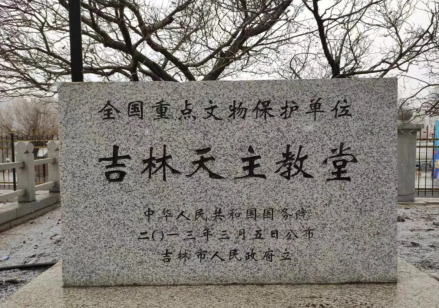 全国重点文物保护单位
吉林天主教堂
中华人民共和国国务院
二〇一三年三月五日公布
吉林市人民政府立